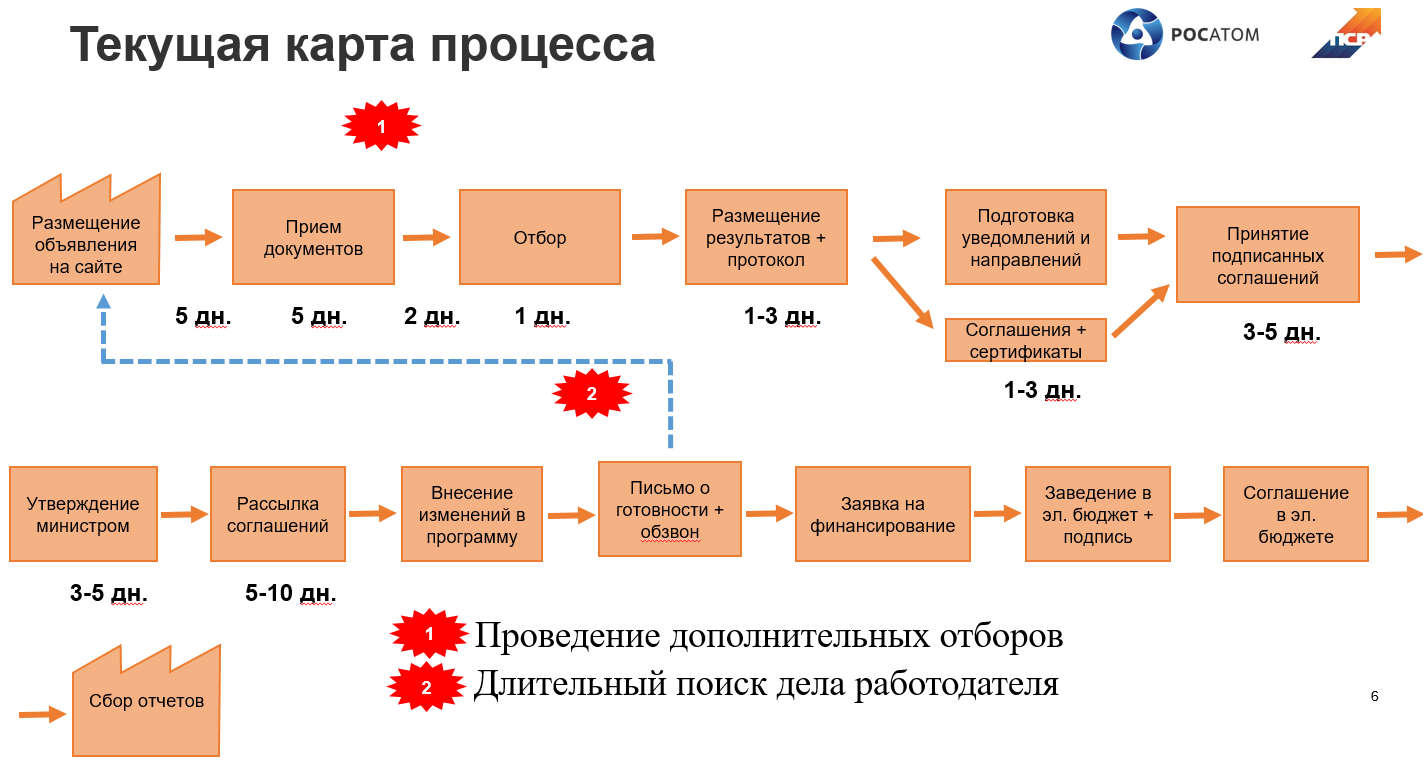 Текущая карта процесса
РОСАТОМ
ПСР
1
Размещение
объявления
на сайте
Прием
документов
Отбор
Размещение
результатов +
протокол
Подготовка
уведомлений и
направлений
Принятие
подписанных
соглашений
5 дн.
5 дн.
2 дн.
1 дн.
1-3 дн.
Соглашения +
сертификаты
3-5 дн.
1-3 дн.
2
Утверждение
министром
Рассылка
соглашений
Внесение
изменений в
программу
Письмо о
готовности +
обзвон
Заявка на
финансирование
Заведение в
эл. бюджет +
подпись
Соглашение
в эл.
бюджете
3-5 дн.
5-10 дн.
1 Проведение дополнительных отборов
2 Длительный поиск дела работодателя
Сбор отчетов
6